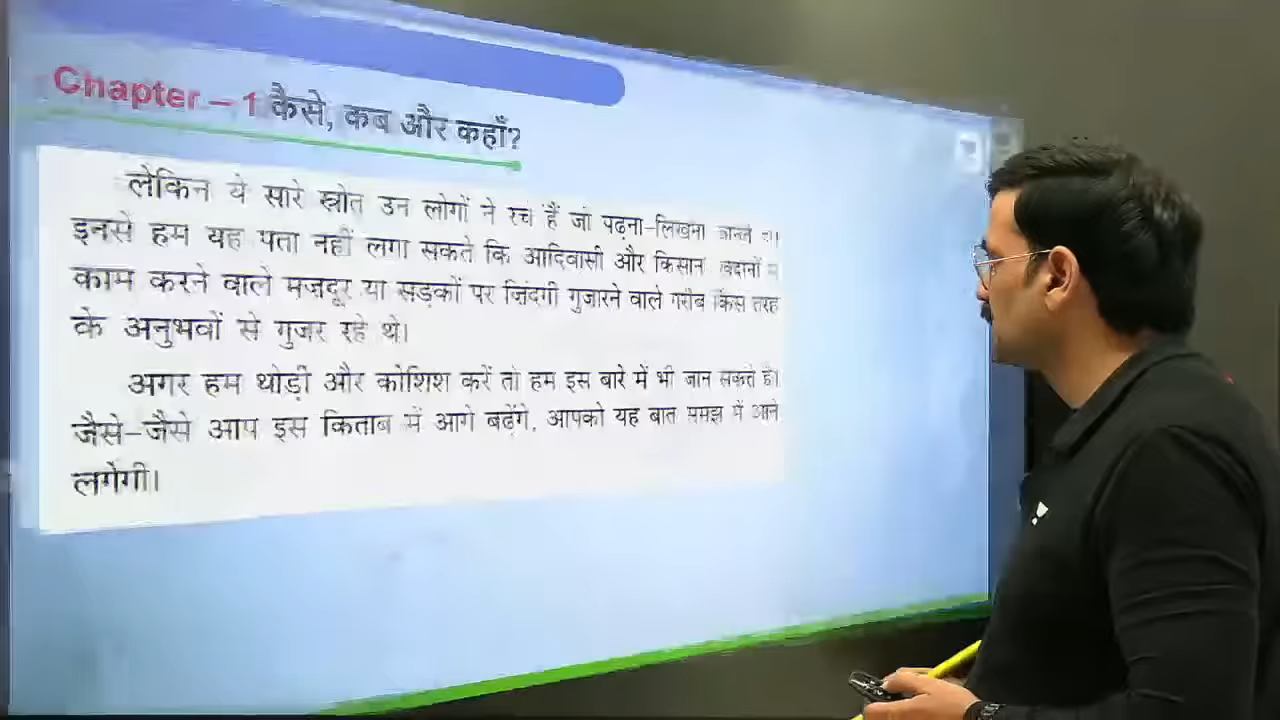 Chapter – 1 कैसे, कब और कहाँ?
लेकिन ये सारे स्रोत उन लोगों ने रचे हैं जो पढ़ना-लिखना जानते थे।
इनसे हम यह पता नहीं लगा सकते कि आदिवासी और किसान खदानों में
काम करने वाले मज़दूर या सड़कों पर ज़िंदगी गुज़ारने वाले गरीब किस तरह
के अनुभवों से गुज़र रहे थे।
अगर हम थोड़ी और कोशिश करें तो हम इस बारे में भी जान सकते हैं।
जैसे-जैसे आप इस किताब में आगे बढ़ेंगे, आपको यह बात समझ में आने
लगेगी।